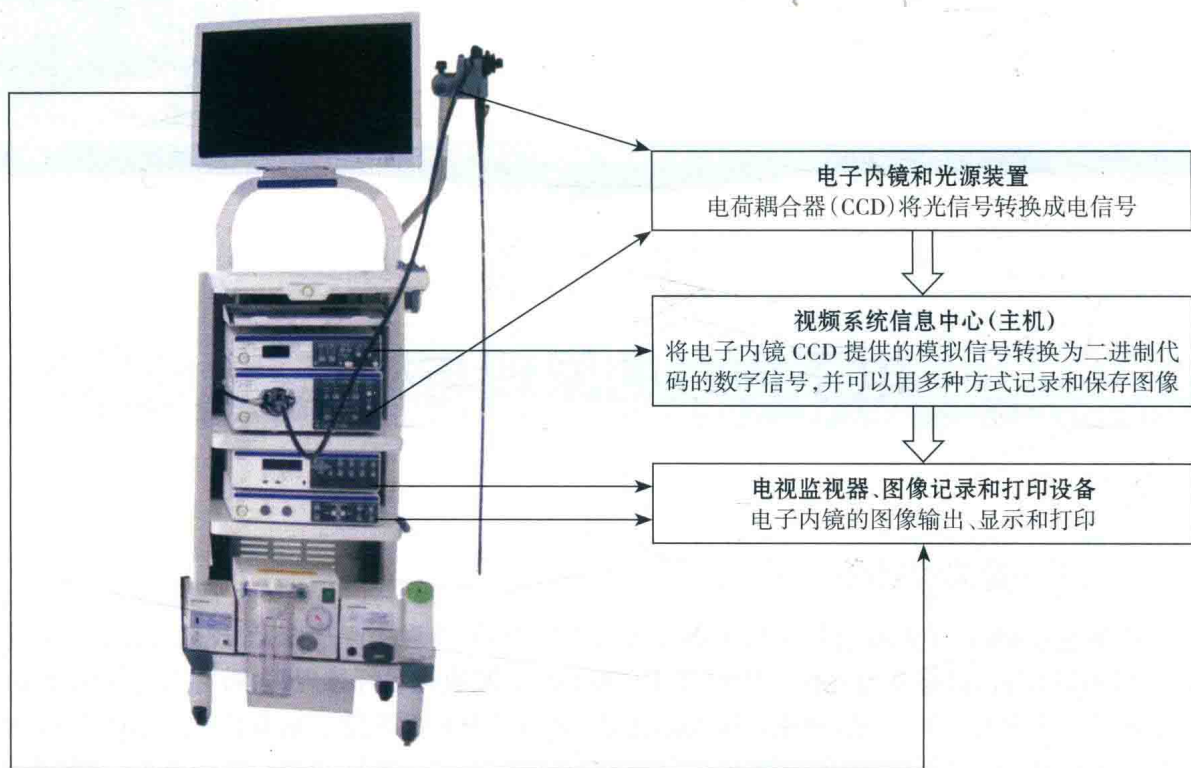 电子内镜和光源装置
电荷耦合器(CCD)将光信号转换成电信号
视频系统信息中心(主机)
将电子内镜 CCD 提供的模拟信号转换为二进制代
码的数字信号,并可以用多种方式记录和保存图像
电视监视器、图像记录和打印设备
电子内镜的图像输出、显示和打印